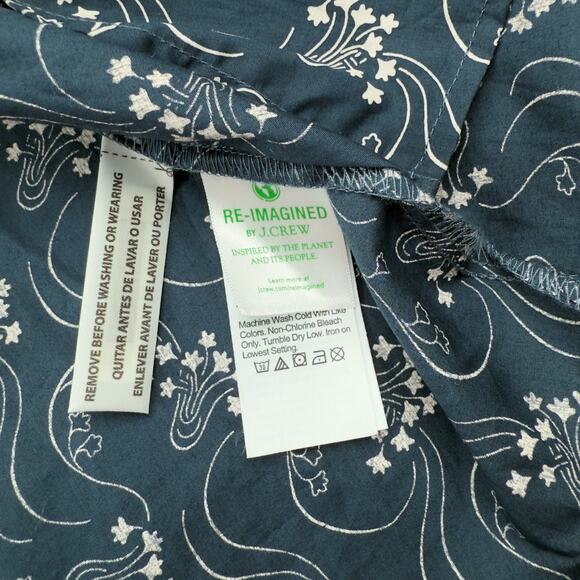 REMOVE BEFORE WASHING OR WEARING
QUITAR ANTES DE LAVAR O USAR
ENLEVER AVANT DE LAVER OU PORTER
RE-IMAGINED
BY J.CREW
INSPIRED BY THE PLANET
AND ITS PEOPLE.
Learn more at
jcrew.com/reimagined
Machine Wash Cold With Like
Colors. Non-Chlorine Bleach
Only. Tumble Dry Low. Iron on
Lowest Setting.